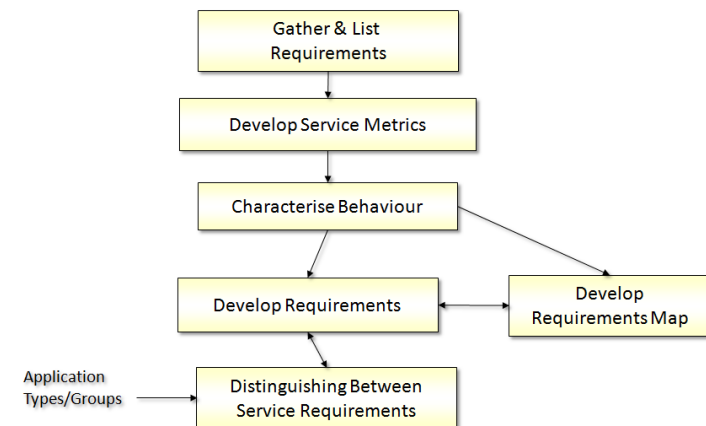 Gather & List
Requirements
Develop Service Metrics
Characterise Behaviour
Develop Requirements
Develop
Requirements Map
Application
Types/Groups
Distinguishing Between
Service Requirements